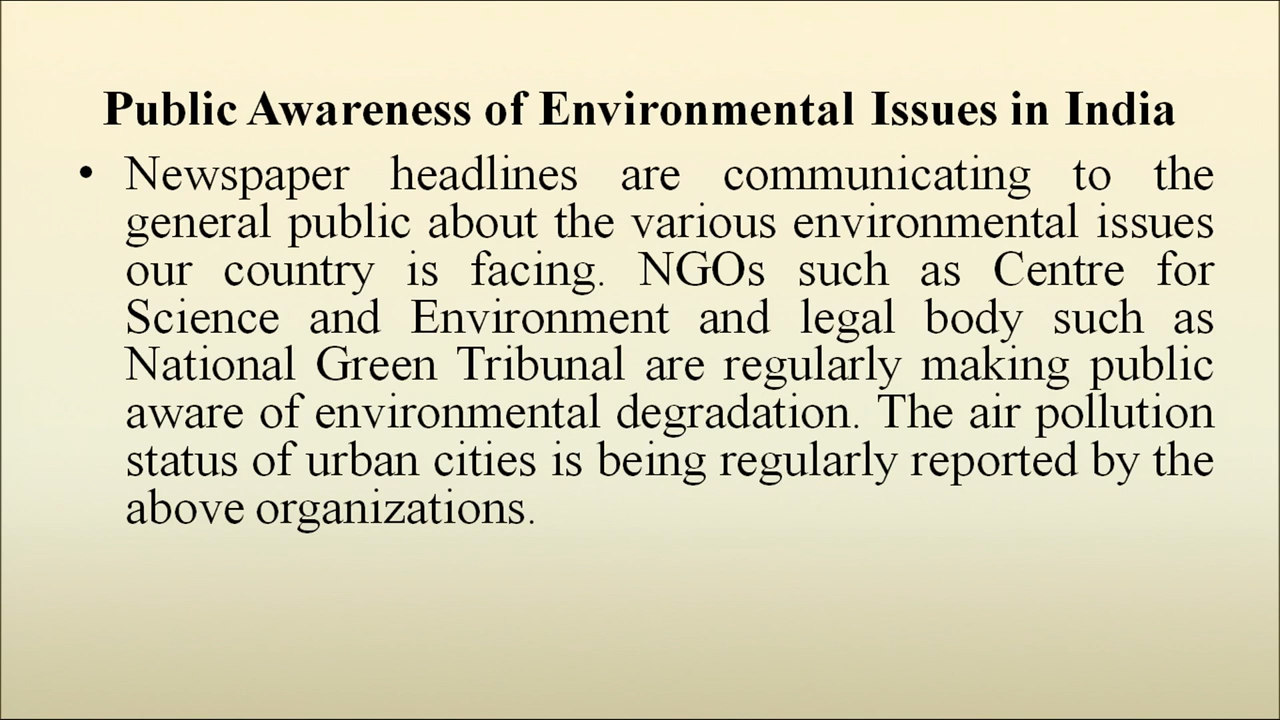 Public Awareness of Environmental Issues in India
• Newspaper headlines are communicating to the
general public about the various environmental issues
our country is facing. NGOs such as Centre for
Science and Environment and legal body such as
National Green Tribunal are regularly making public
aware of environmental degradation. The air pollution
status of urban cities is being regularly reported by the
above organizations.